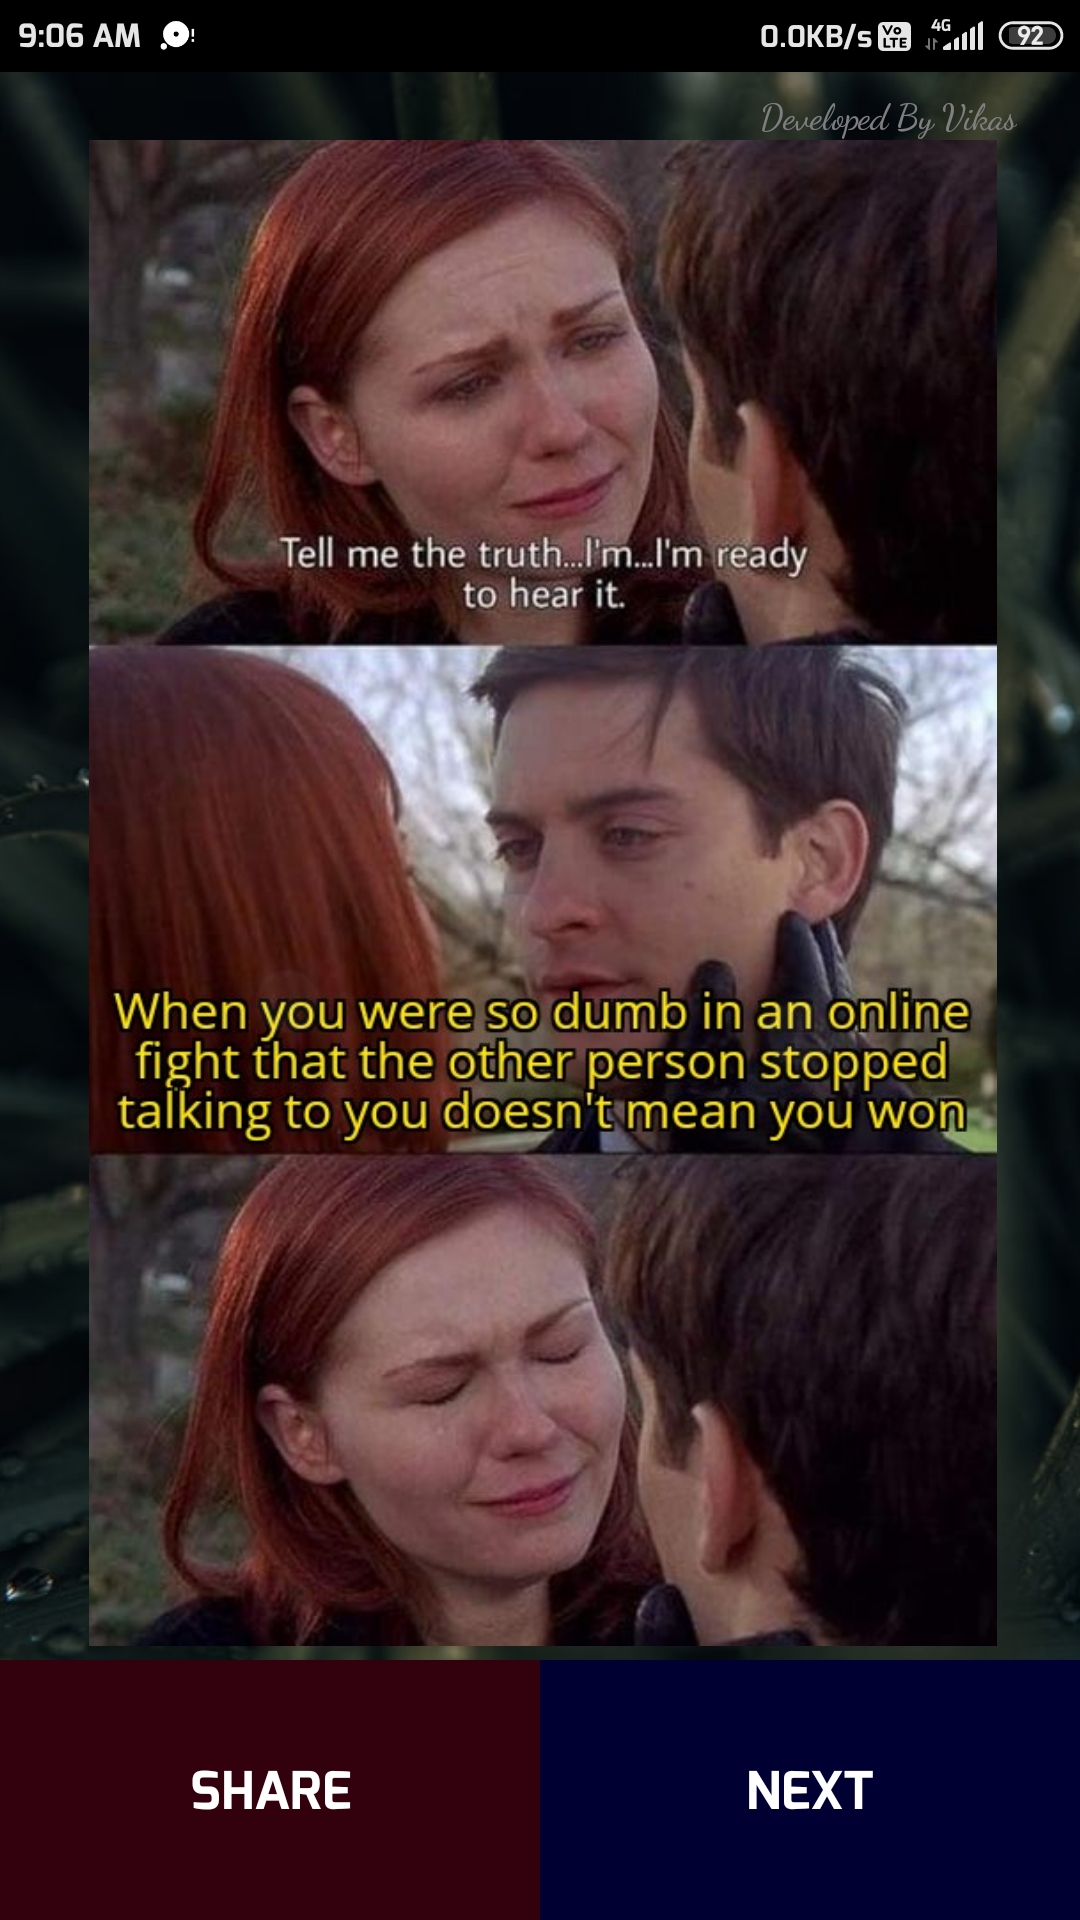 9:06 AM
0.0KB/s Vo LTE 4G 92
Developed By Vikas
Tell me the truth...I'm...I'm ready
to hear it.
When you were so dumb in an online
fight that the other person stopped
talking to you doesn't mean you won
SHARE
NEXT